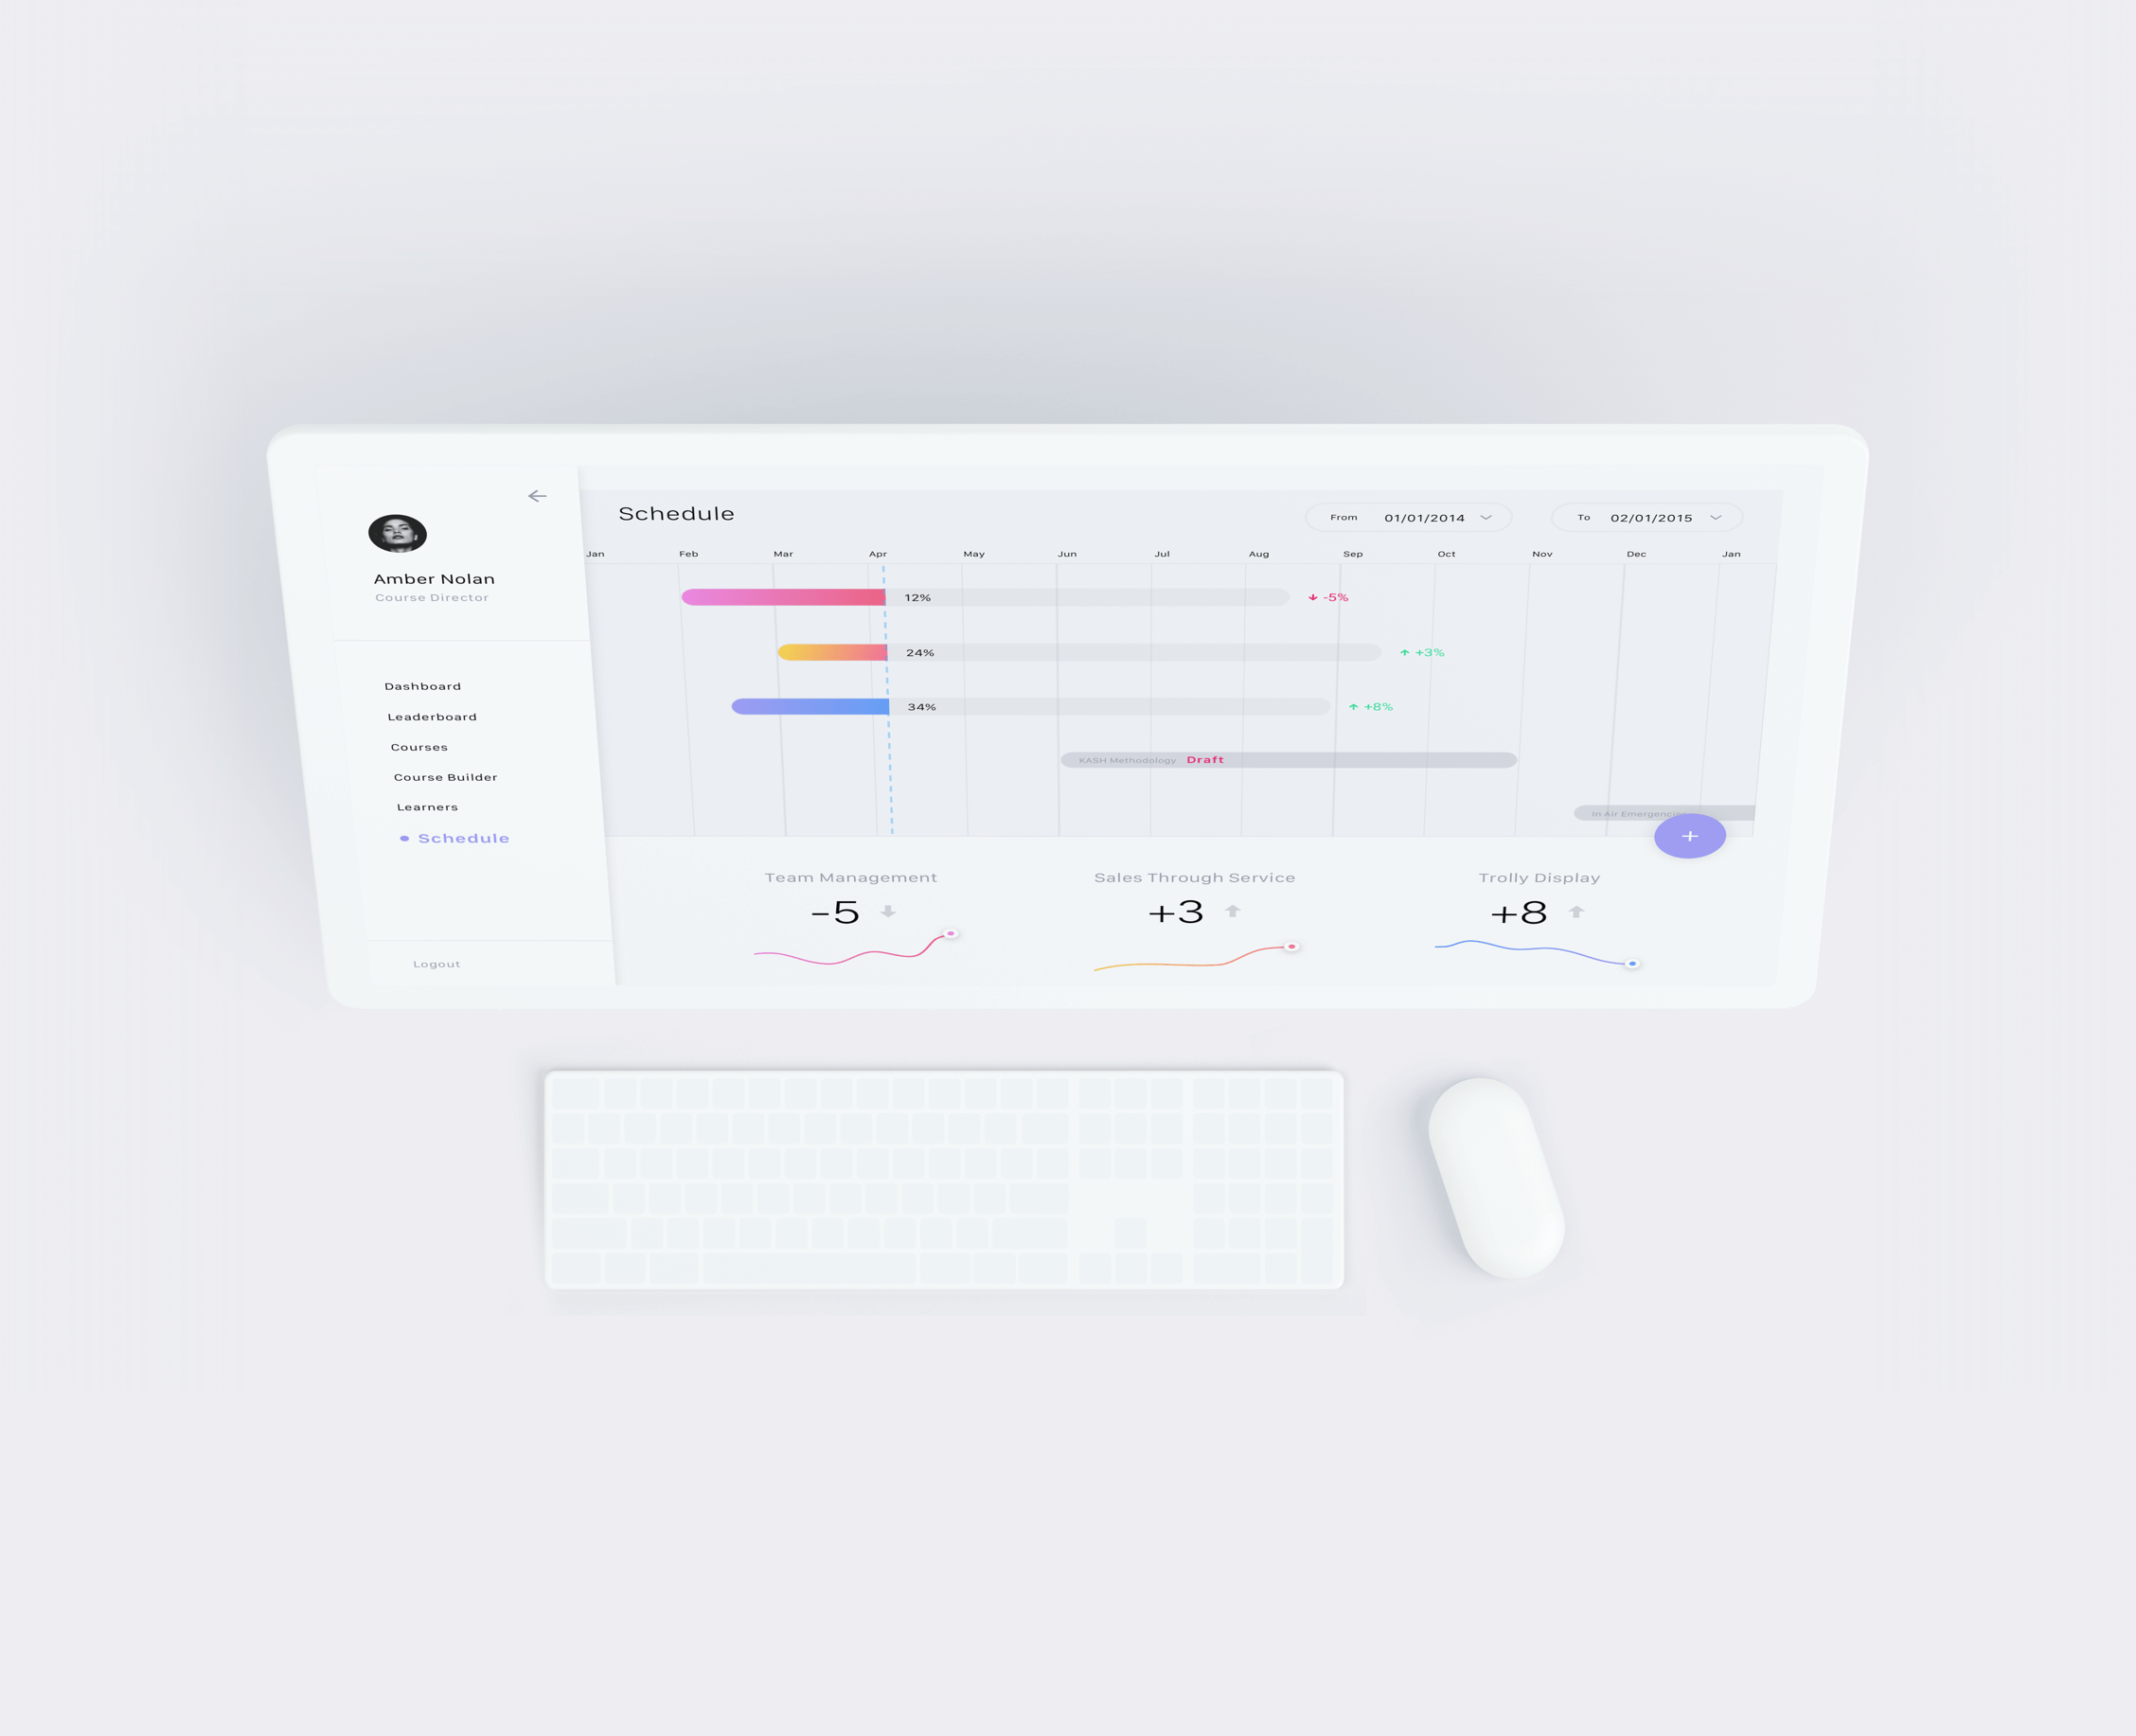 Amber Nolan
Course Director
Dashboard
Leaderboard
Courses
Course Builder
Learners
Schedule
Logout
Schedule
From 01/01/2014
To 02/01/2015
Jan Feb Mar Apr May Jun Jul Aug Sep Oct Nov Dec Jan
12% -5%
24% +3%
34% +8%
KASH Methodology Draft
In Air
+
Team Management
-5
Sales Through Service
+3
Trolly Display
+8